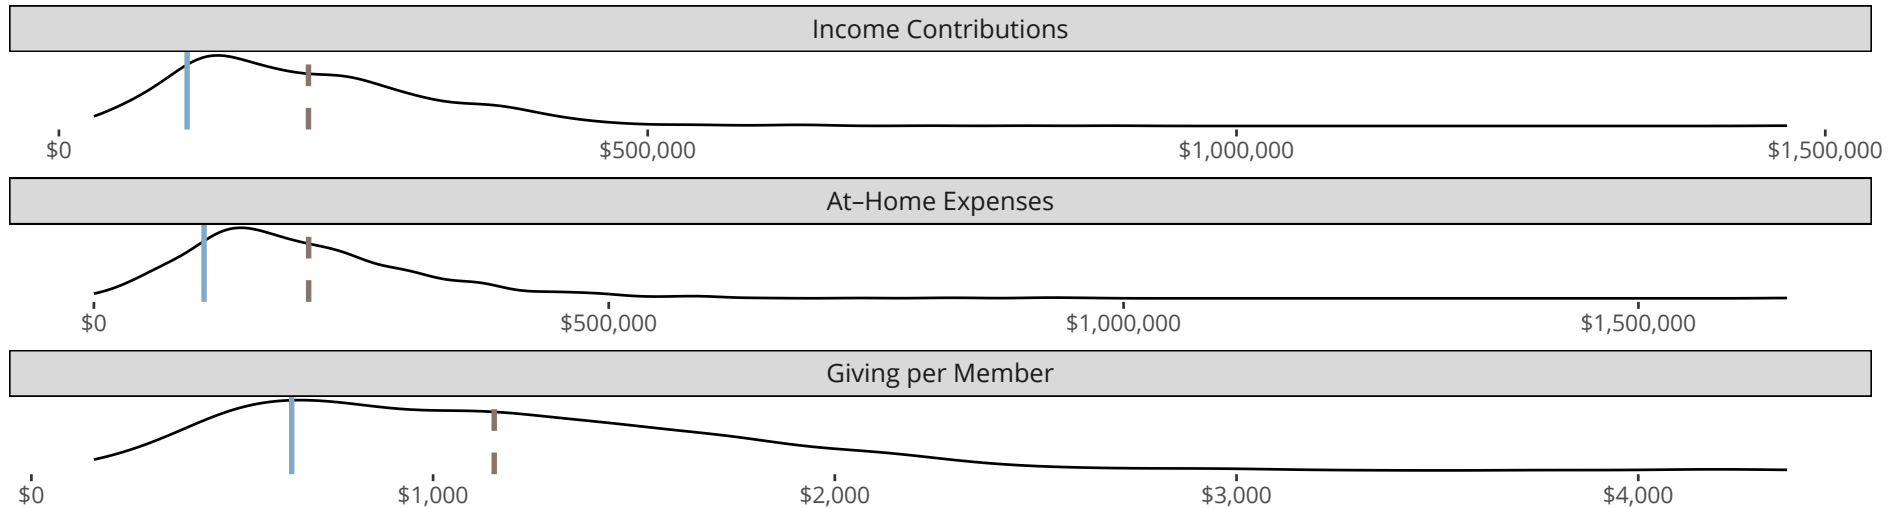 Income Contributions
$0 $500,000 $1,000,000 $1,500,000
At–Home Expenses
$0 $500,000 $1,000,000 $1,500,000
Giving per Member
$0 $1,000 $2,000 $3,000 $4,000